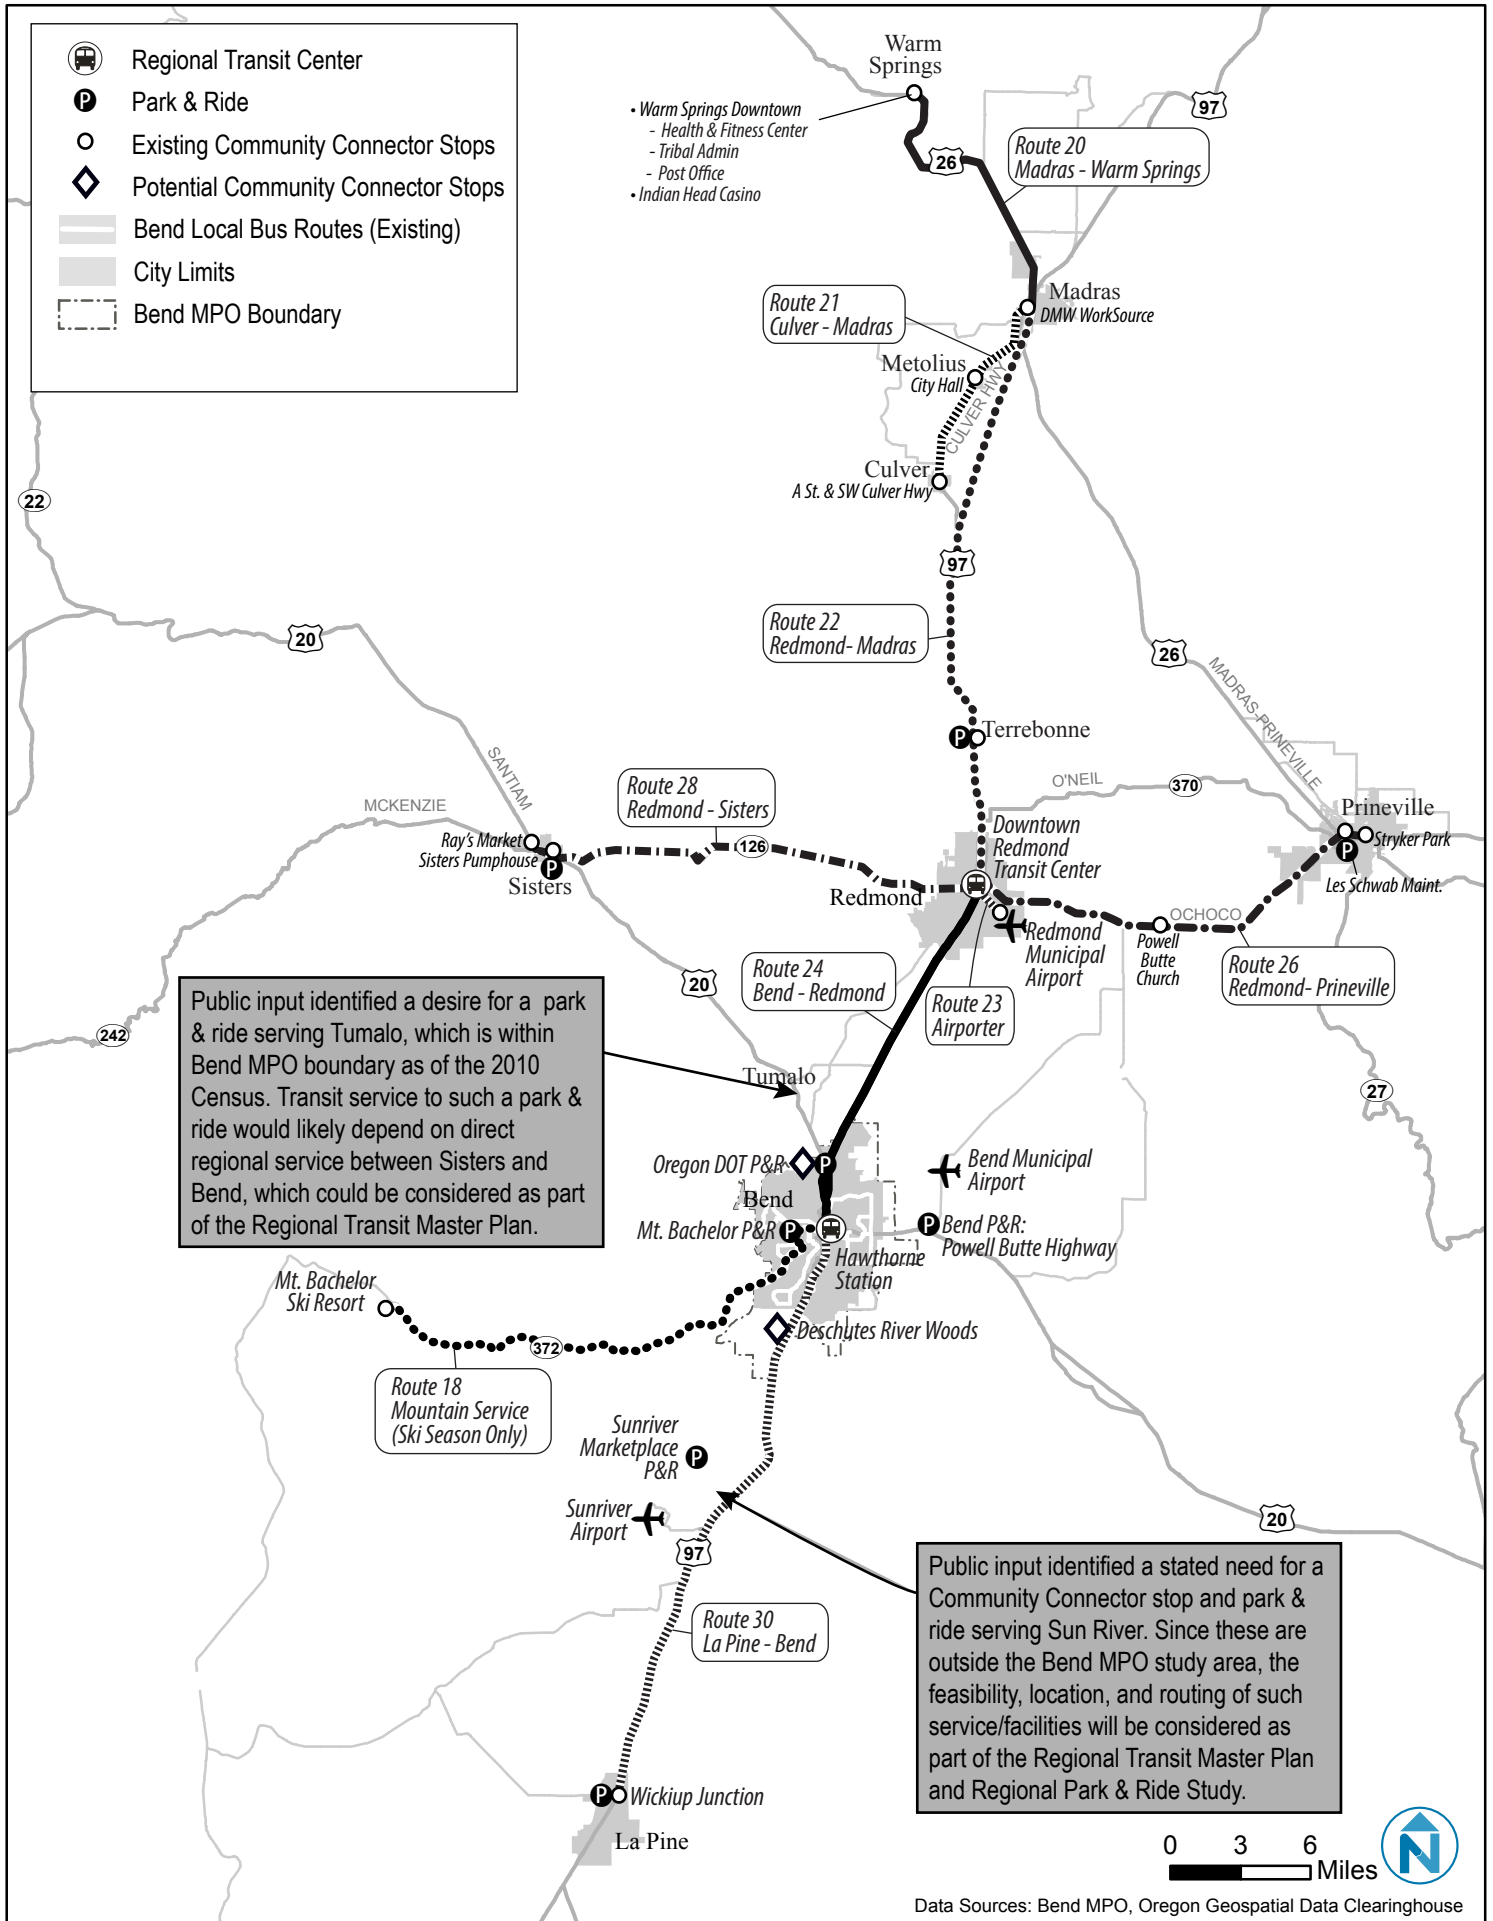 Regional Transit Center
P
Park & Ride
Existing Community Connector Stops
Potential Community Connector Stops
Bend Local Bus Routes (Existing)
City Limits
Bend MPO Boundary
Warm
Springs
• Warm Springs Downtown
- Health & Fitness Center
- Tribal Admin
- Post Office
• Indian Head Casino
97
26
Route 20
Madras - Warm Springs
Madras
DMW WorkSource
Route 21
Culver - Madras
Metolius
City Hall
CULVER HWY
Culver
A St. & SW Culver Hwy
22
97
Route 22
Redmond- Madras
20
26
MADRAS-PRINEVILLE
P
Terrebonne
SANTIAM
MCKENZIE
Route 28
Redmond - Sisters
O'NEIL
370
Prineville
Stryker Park
P
Les Schwab Maint.
Ray's Market
Sisters Pumphouse
P
Sisters
126
Downtown
Redmond
Transit Center
Redmond
Redmond
Municipal
Airport
OCHOCO
Powell
Butte
Church
Route 26
Redmond- Prineville
Route 24
Bend - Redmond
Route 23
Airporter
20
242
27
Public input identified a desire for a park
& ride serving Tumalo, which is within
Bend MPO boundary as of the 2010
Census. Transit service to such a park &
ride would likely depend on direct
regional service between Sisters and
Bend, which could be considered as part
of the Regional Transit Master Plan.
Tumalo
Oregon DOT P&R
P
Bend
Bend Municipal
Airport
Mt. Bachelor P&R
P
Hawthorne
Station
P
Bend P&R:
Powell Butte Highway
Mt. Bachelor
Ski Resort
372
Deschutes River Woods
Route 18
Mountain Service
(Ski Season Only)
Sunriver
Marketplace
P&R
P
Sunriver
Airport
97
20
Public input identified a stated need for a
Community Connector stop and park &
ride serving Sun River. Since these are
outside the Bend MPO study area, the
feasibility, location, and routing of such
service/facilities will be considered as
part of the Regional Transit Master Plan
and Regional Park & Ride Study.
Route 30
La Pine - Bend
P
Wickiup Junction
La Pine
0 3 6
Miles
N
Data Sources: Bend MPO, Oregon Geospatial Data Clearinghouse